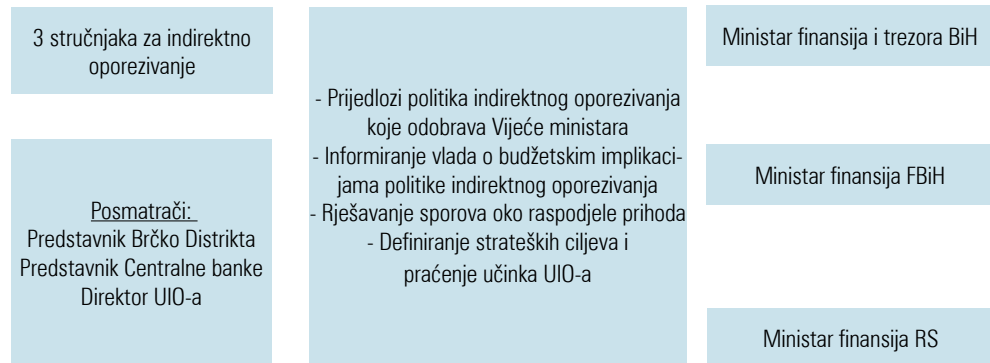 3 stručnjaka za indirektno
oporezivanje
Posmatrači:
Predstavnik Brčko Distrikta
Predstavnik Centralne banke
Direktor UIO-a
- Prijedlozi politika indirektnog oporezivanja
koje odobrava Vijeće ministara
- Informiranje vlada o budžetskim implikaci-
jama politike indirektnog oporezivanja
- Rješavanje sporova oko raspodjele prihoda
- Definiranje strateških ciljeva i
praćenje učinka UIO-a
Ministar finansija i trezora BiH
Ministar finansija FBiH
Ministar finansija RS